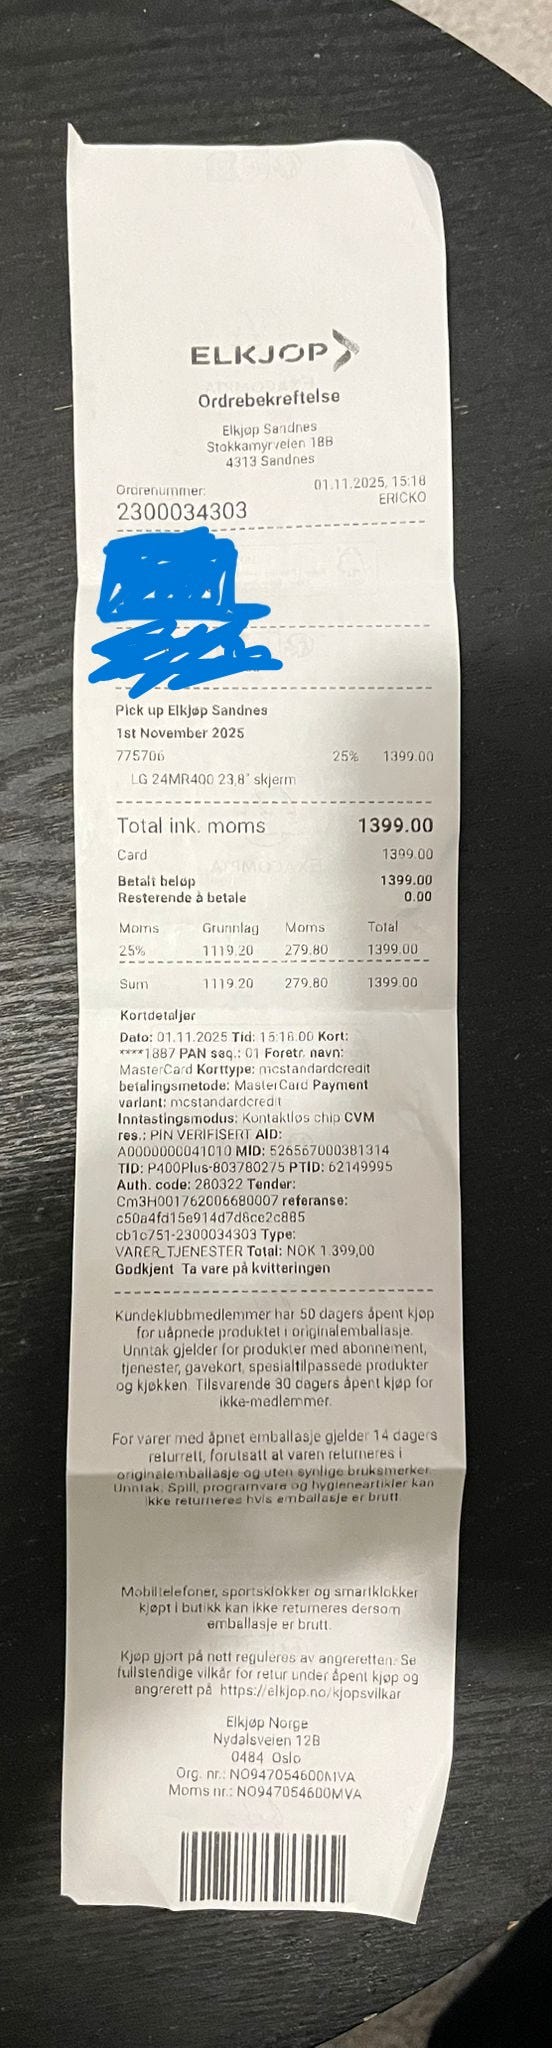 ELKJOP
Ordrebekreftelse
Elkjøp Sandnes
Stokkamyrveien 18B
4313 Sandnes
Ordrenummer:
01.11.2025, 15:18
2300034303
ERICKO
Pick up Elkjøp Sandnes
1st November 2025
775706 25% 1399.00
LG 24MR400 23,8" skjerm
Total ink. moms 1399.00
Card 1399.00
Betalt beløp 1399.00
Resterende å betale 0.00
Moms Grunnlag Moms Total
25% 1119.20 279.80 1399.00
Sum 1119.20 279.80 1399.00
Kortdetaljer
Dato: 01.11.2025 Tid: 15:18.00 Kort:
****1887 PAN seq.: 01 Foretr. navn:
MasterCard Korttype: mcstandardcredit
betalingsmetode: MasterCard Payment
variant: mcstandardcredit
Inntastingsmodus: Kontaktløs chip CVM
res.: PIN VERIFISERT AID:
A0000000041010 MID: 526567000381314
TID: P400Plus-803780275 PTID: 62149995
Auth. code: 280322 Tender:
Cm3H001762006680007 referanse:
c50a4fd15e914d7d8ce2c885
cb1c751-2300034303 Type:
VARER_TJENESTER Total: NOK 1.399,00
Godkjent Ta vare på kvitteringen
Kundeklubbmedlemmer har 50 dagers åpent kjøp
for uåpnede produktet i originalemballasje.
Unntak gjelder for produkter med abonnement,
tjenester, gavekort, spesialtilpassede produkter
og kjøkken. Tilsvarende 30 dagers åpent kjøp for
ikke-medlemmer.
For varer med åpnet emballasje gjelder 14 dagers
returrett, forutsatt at varen returneres i
originalemballasje og uten synlige bruksmerker.
Unntak. Spill, programvare og hygieneartikler kan
ikke returneres hvis emballasje er brutt.
Mobiltelefoner, sportsklokker og smartklokker
kjøpt i butikk kan ikke returneres dersom
emballasje er brutt.
Kjøp gjort på nett reguleres av angreretten. Se
fullstendige vilkår for retur under åpent kjøp og
angrerett på https://elkjop.no/kjopsvilkar
Elkjøp Norge
Nydalsveien 12B
0484 Oslo
Org. nr.: NO947054600MVA
Moms nr.: NO947054600MVA